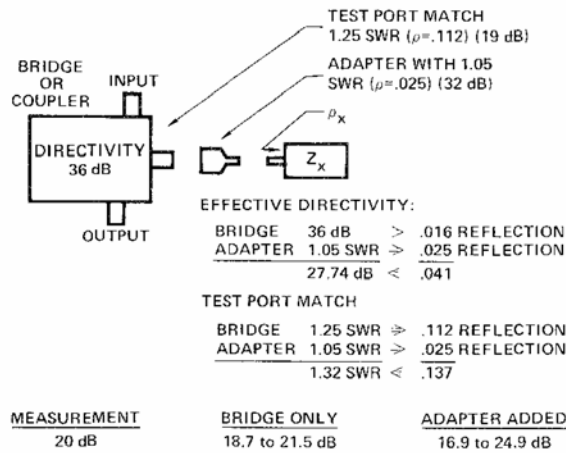 TEST PORT MATCH
1.25 SWR (ρ=.112) (19 dB)
ADAPTER WITH 1.05
SWR (ρ=.025) (32 dB)
BRIDGE
OR
COUPLER
INPUT
ρx
DIRECTIVITY
36 dB
Zx
OUTPUT
EFFECTIVE DIRECTIVITY:
BRIDGE 36 dB > .016 REFLECTION
ADAPTER 1.05 SWR > .025 REFLECTION
27.74 dB < .041
TEST PORT MATCH
BRIDGE 1.25 SWR > .112 REFLECTION
ADAPTER 1.05 SWR > .025 REFLECTION
1.32 SWR < .137
MEASUREMENT BRIDGE ONLY ADAPTER ADDED
20 dB 18.7 to 21.5 dB 16.9 to 24.9 dB